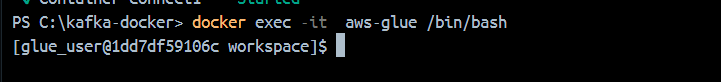 PS C:\kafka-docker> docker exec -it  aws-glue /bin/bash
[glue_user@1dd7df59106c workspace]$